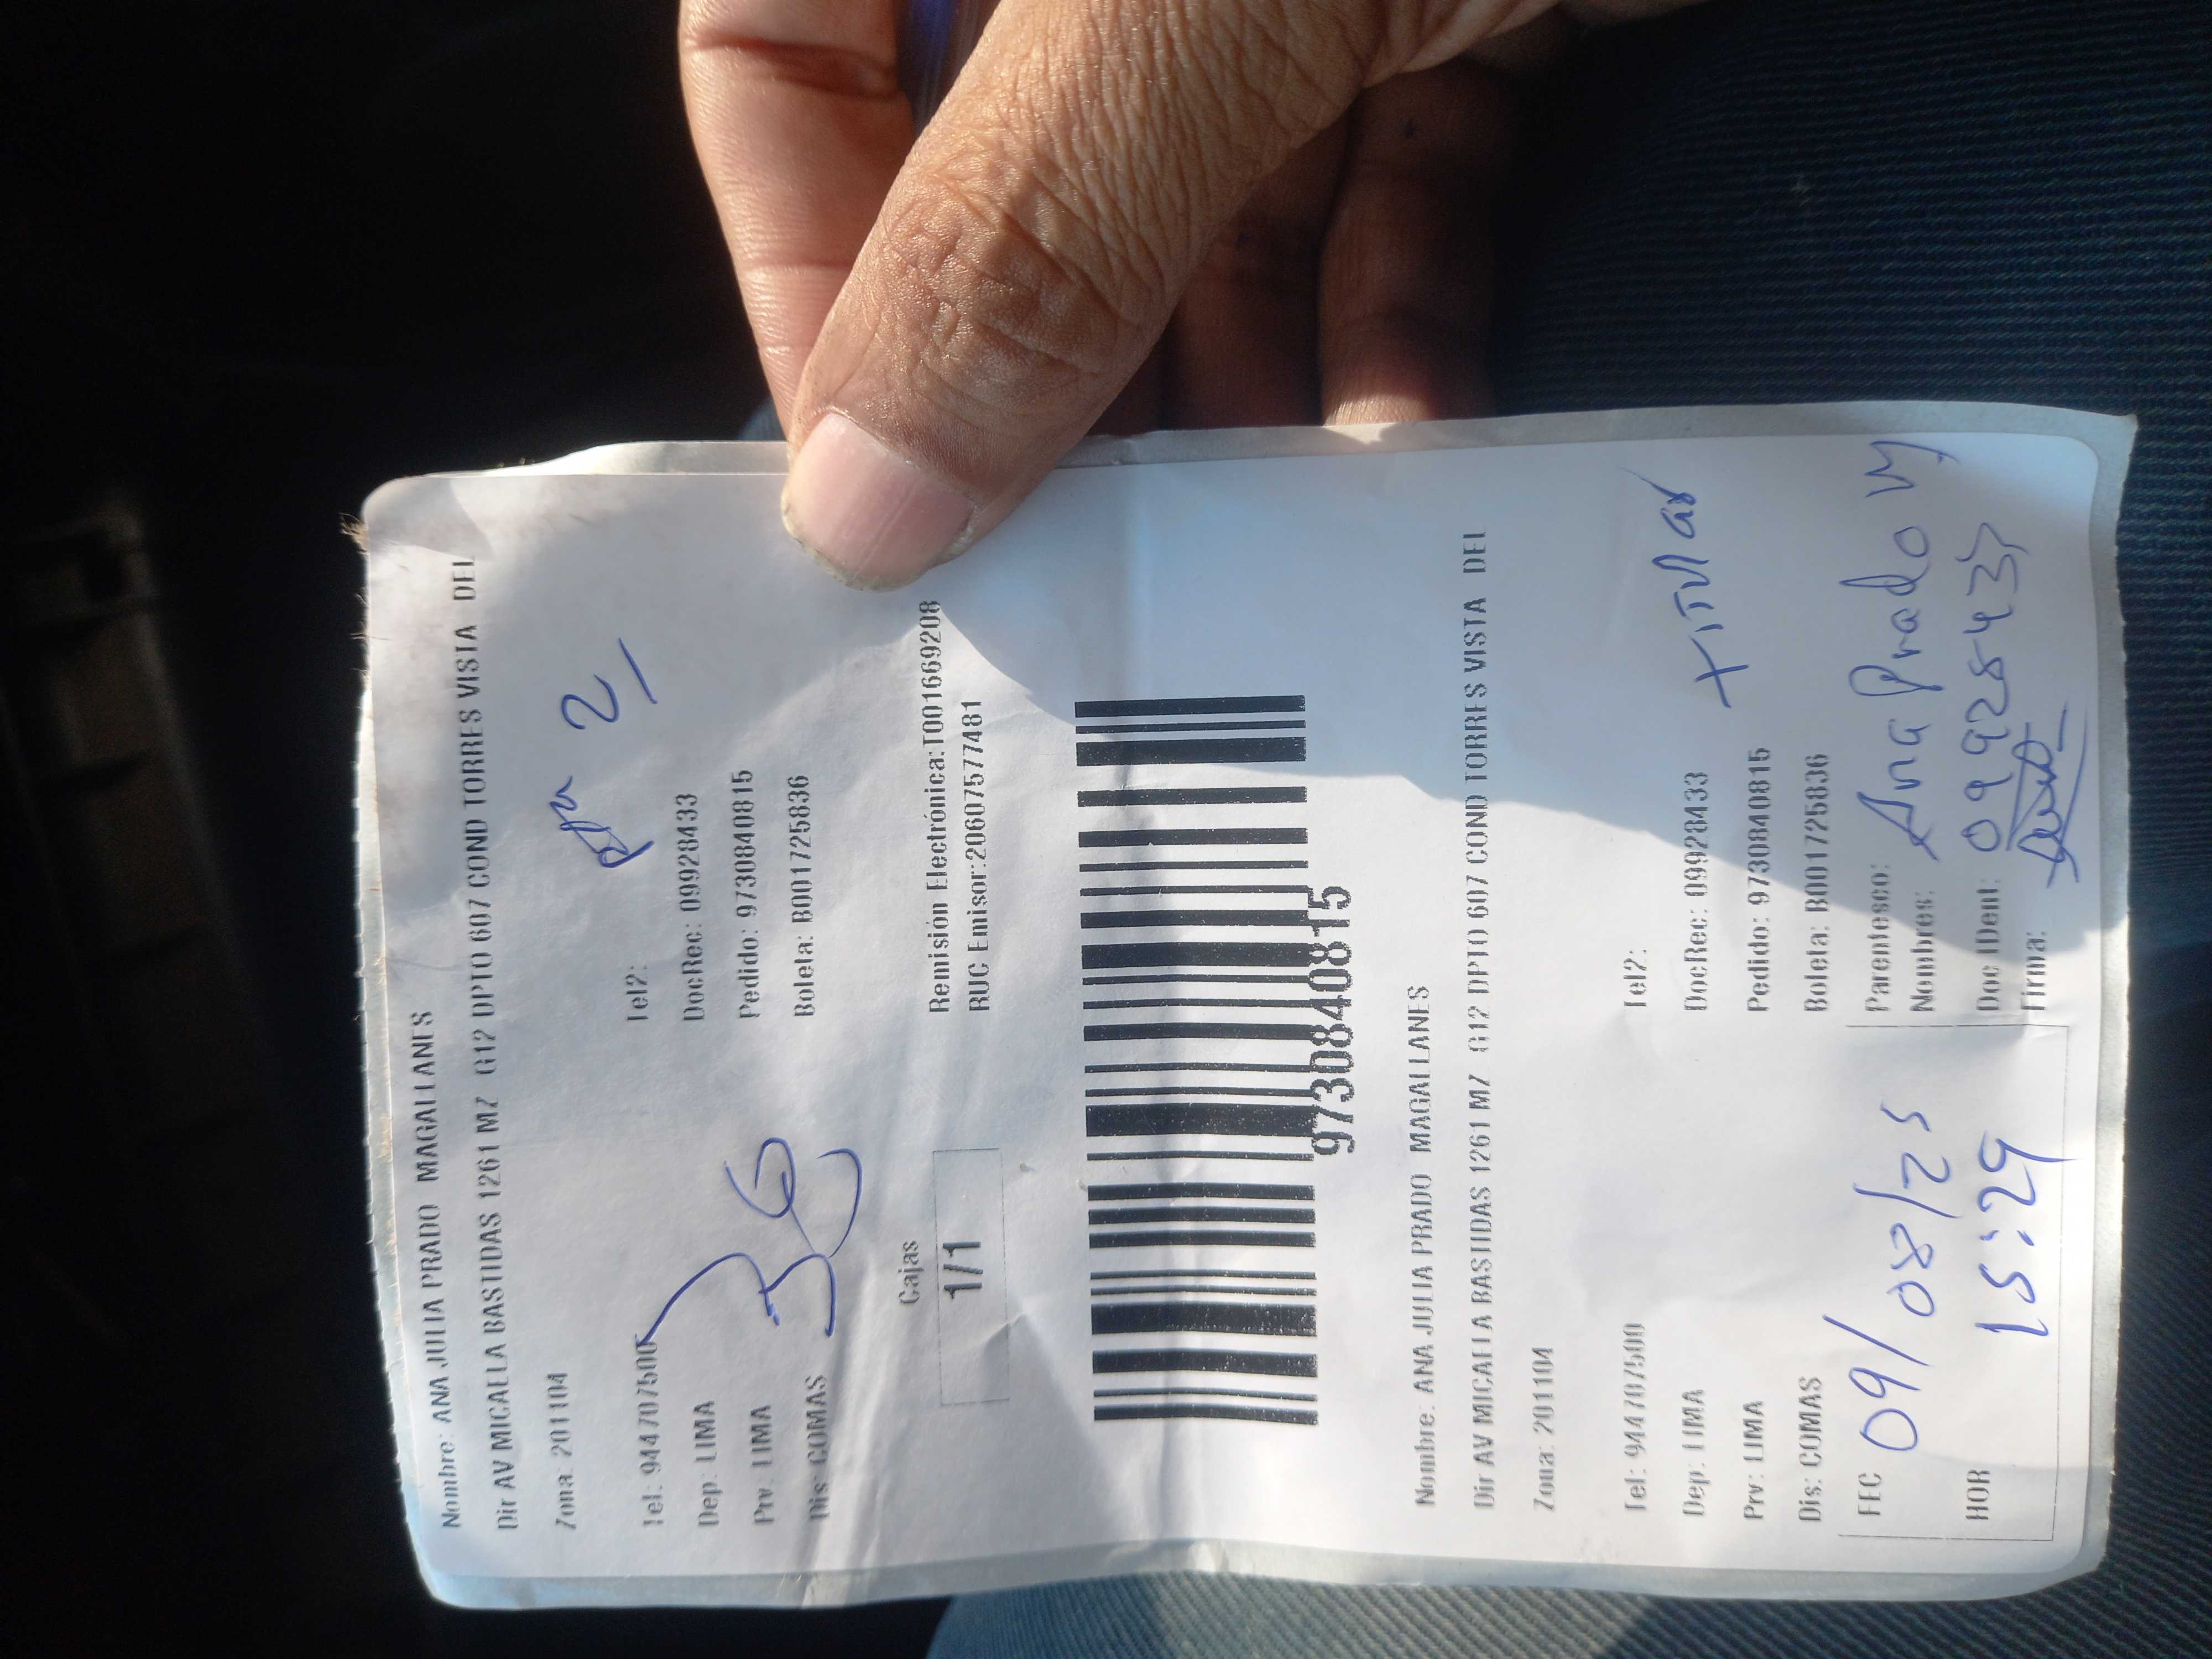 Nombre: ANA JULIA PRADO MAGALLANES
Dir AV MICAELA BASTIDAS 1261 MZ G12 DPTO 607 COND TORRES VISTA DEL
Zona: 201104
21
Tel: 944707500
Tel2:
Dep: LIMA
DocRec: 09928433
Prv: LIMA
Pedido: 9730840815
Dis: COMAS
Boleta: B001725836
36
Cajas
1/1
Remisión Electrónica:T001669208
RUC Emisor:20607577481
9730840815
Nombre: ANA JULIA PRADO MAGALLANES
Dir AV MICAELA BASTIDAS 1261 MZ G12 DPTO 607 COND TORRES VISTA DEL
Zona: 201104
Tel: 944707500
Tel2:
Dep: LIMA
DocRec: 09928433
titular
Prv: LIMA
Pedido: 9730840815
Dis: COMAS
Boleta: B001725836
FEC 09/08/25
Parentesco:
Nombres: Ana Prado M
HOR 15:29
Doc IDent: 09928433
Firma: